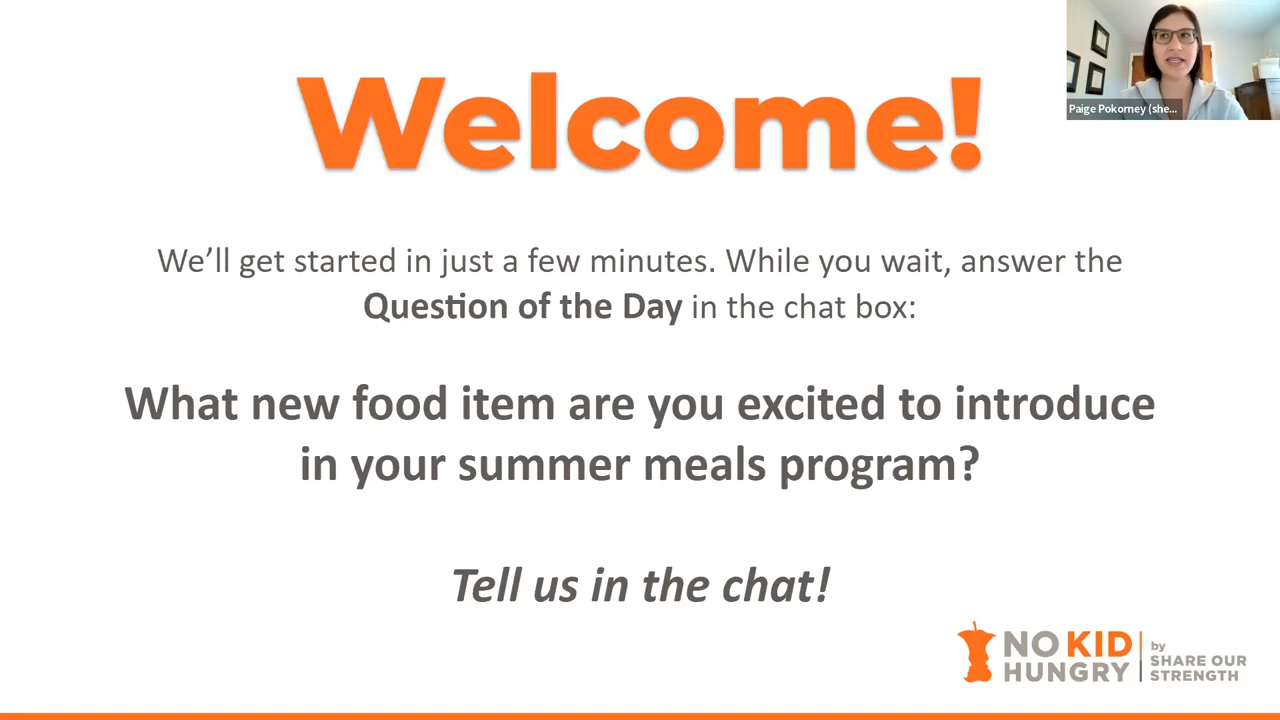 Welcome!
Paige Pokorney (she...
We’ll get started in just a few minutes. While you wait, answer the
Question of the Day in the chat box:
What new food item are you excited to introduce
in your summer meals program?
Tell us in the chat!
NO KID
HUNGRY
by
SHARE OUR
STRENGTH